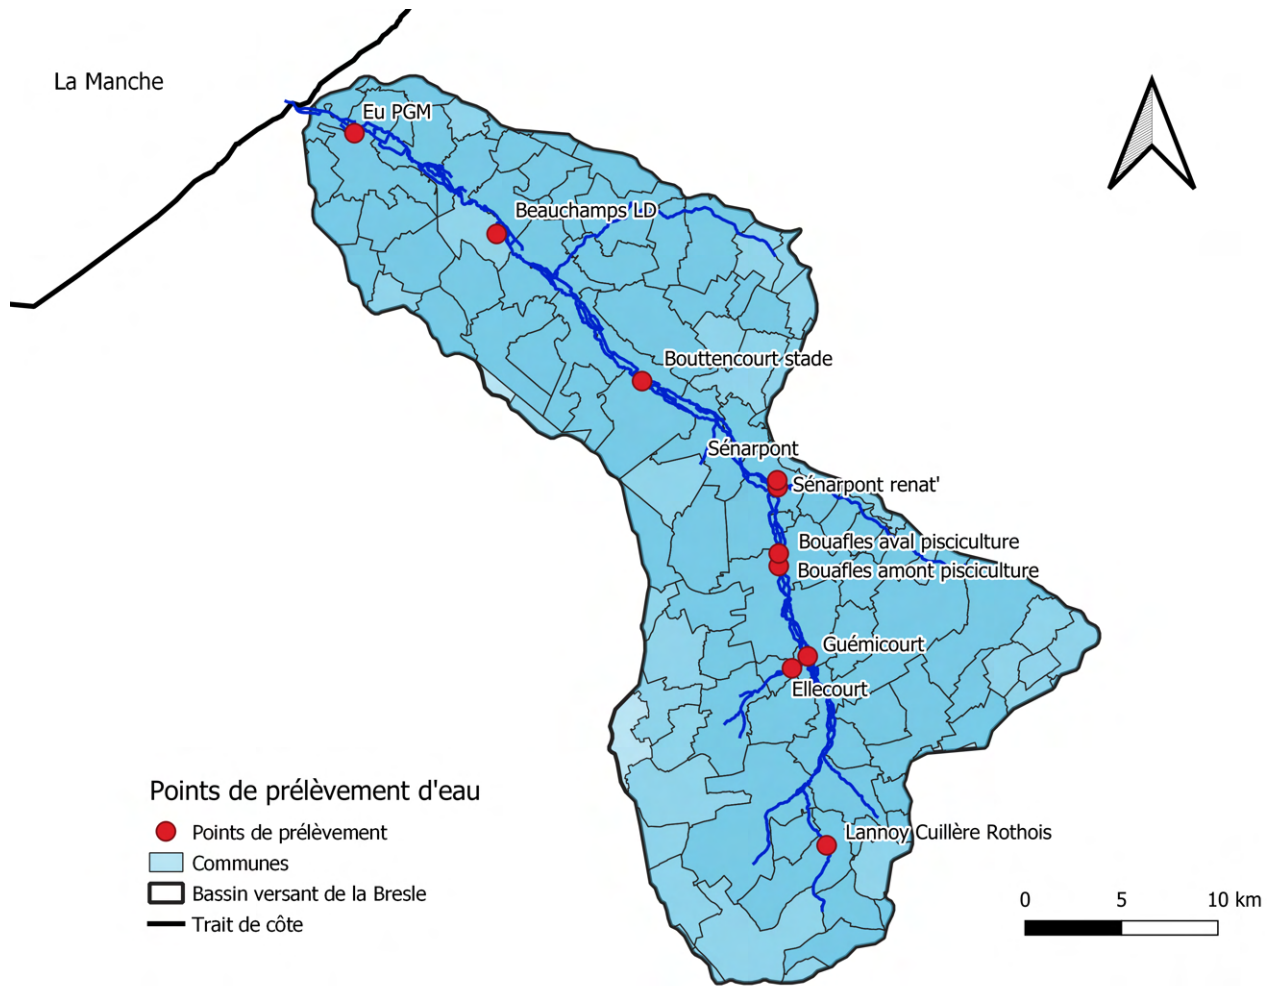 La Manche
Eu PGM
Beauchamps LD
Bouttencourt stade
Sénarpont
Sénarpont renat'
Bouafles aval pisciculture
Bouafles amont pisciculture
Guémicourt
Ellecourt
Lannoy Cuillère Rothois
Points de prélèvement d'eau
Points de prélèvement
Communes
Bassin versant de la Bresle
Trait de côte
0 5 10 km